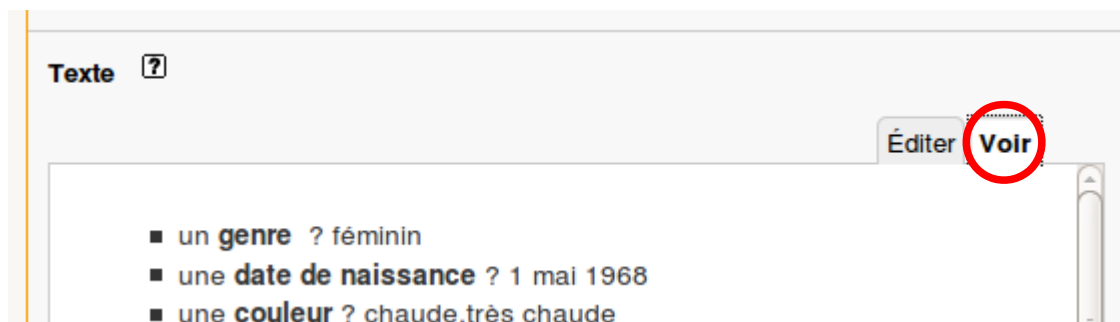 Texte ?
Éditer Voir
un genre ? féminin
une date de naissance ? 1 mai 1968
une couleur ? chaude,très chaude